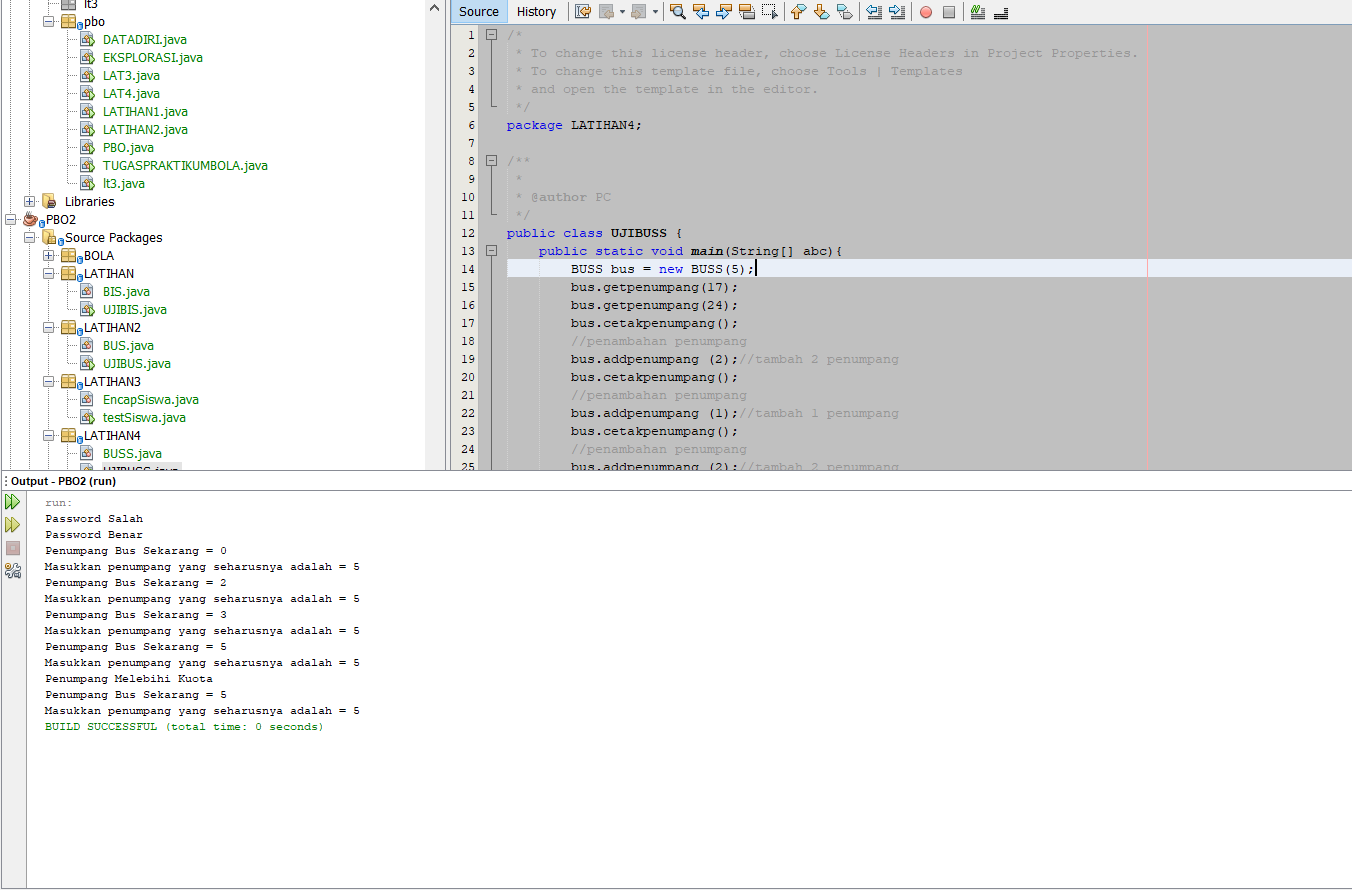 lt3
pbo
DATADIRI.java
EKSPLORASI.java
LAT3.java
LAT4.java
LATIHAN1.java
LATIHAN2.java
PBO.java
TUGASPRAKTIKUMBOLA.java
lt3.java
Libraries
PBO2
Source Packages
BOLA
LATIHAN
BIS.java
UJIBIS.java
LATIHAN2
BUS.java
UJIBUS.java
LATIHAN3
EncapSiswa.java
testSiswa.java
LATIHAN4
BUSS.java
UJIBUSS.java
Source History
1 /*
2 * To change this license header, choose License Headers in Project Properties.
3 * To change this template file, choose Tools | Templates
4 * and open the template in the editor.
5 */
6 package LATIHAN4;
7
8 /**
9 *
10 * @author PC
11 */
12 public class UJIBUSS {
13 public static void main(String[] abc){
14 BUSS bus = new BUSS(5);
15 bus.getpenumpang(17);
16 bus.getpenumpang(24);
17 bus.cetakpenumpang();
18 //penambahan penumpang
19 bus.addpenumpang (2);//tambah 2 penumpang
20 bus.cetakpenumpang();
21 //penambahan penumpang
22 bus.addpenumpang (1);//tambah 1 penumpang
23 bus.cetakpenumpang();
24 //penambahan penumpang
25 bus.addpenumpang (2);//tambah 2 penumpang
Output - PBO2 (run)
run:
Password Salah
Password Benar
Penumpang Bus Sekarang = 0
Masukkan penumpang yang seharusnya adalah = 5
Penumpang Bus Sekarang = 2
Masukkan penumpang yang seharusnya adalah = 5
Penumpang Bus Sekarang = 3
Masukkan penumpang yang seharusnya adalah = 5
Penumpang Bus Sekarang = 5
Masukkan penumpang yang seharusnya adalah = 5
Penumpang Melebihi Kuota
Penumpang Bus Sekarang = 5
Masukkan penumpang yang seharusnya adalah = 5
BUILD SUCCESSFUL (total time: 0 seconds)